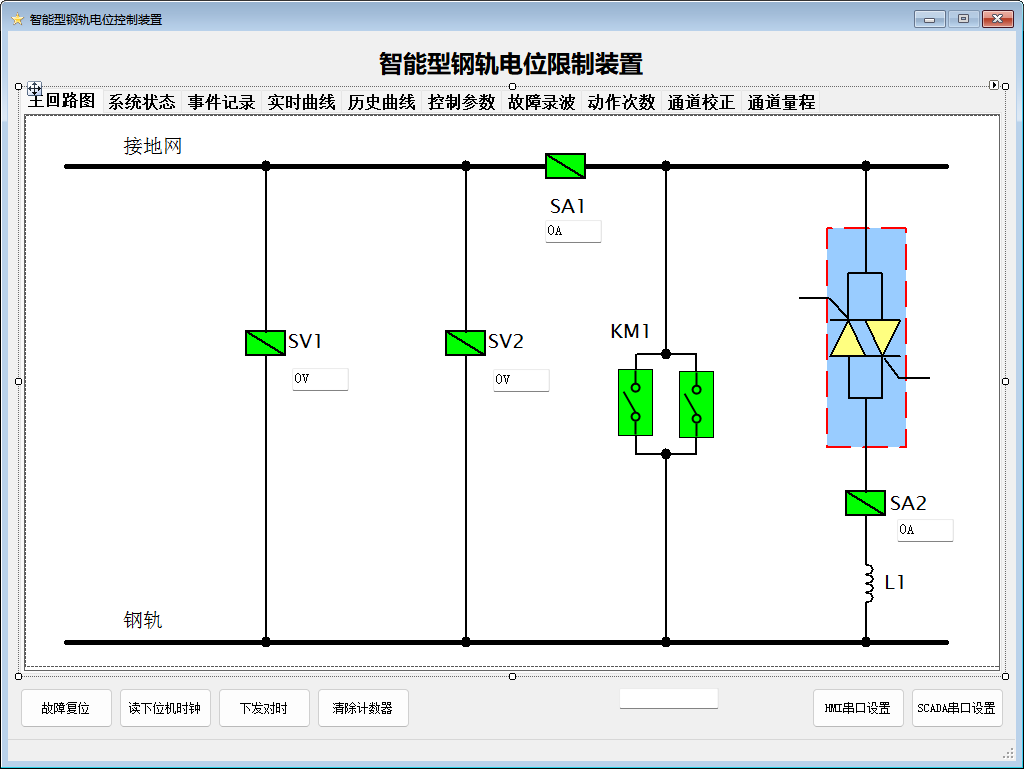 智能型钢轨电位控制装置
智能型钢轨电位限制装置
主回路图 系统状态 事件记录 实时曲线 历史曲线 控制参数 故障录波 动作次数 通道校正 通道量程
接地网
SA1
0A
KM1
SV1
SV2
0V
0V
SA2
0A
L1
钢轨
故障复位 读下位机时钟 下发对时 清除计数器 HMI串口设置 SCADA串口设置